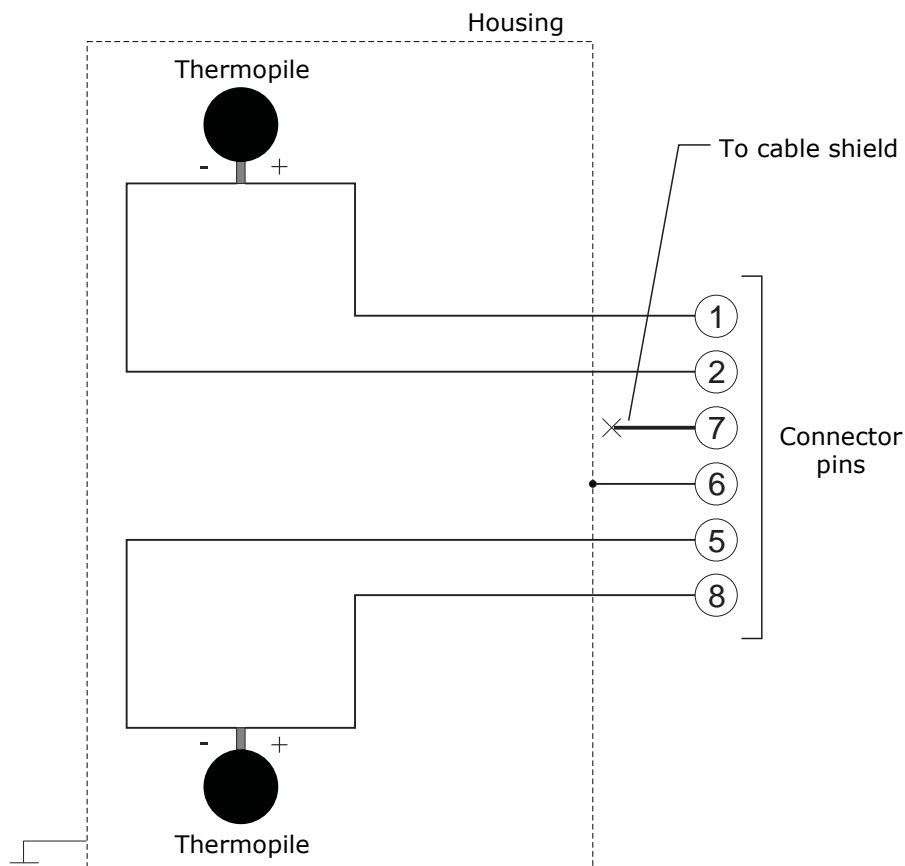 Housing
Thermopile
- +
To cable shield
1
2
7
6
5
8
Connector
pins
- +
Thermopile